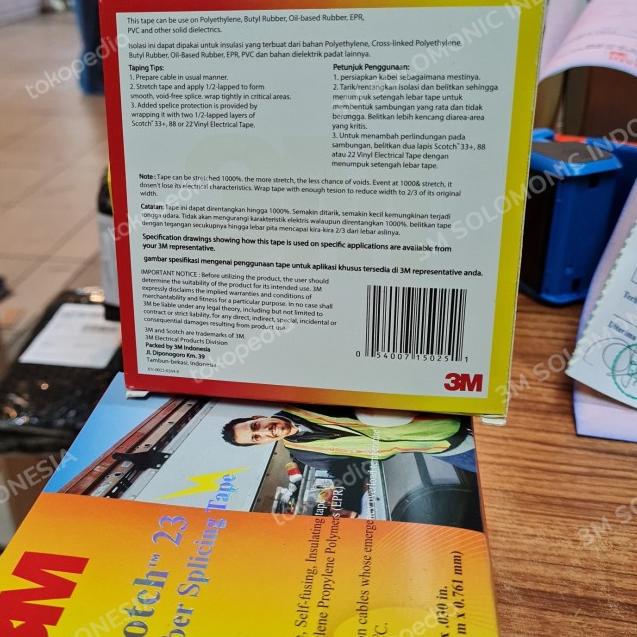 This tape can be use on Polyethylene, Butyl Rubber, Oil-based Rubber, EPR,
PVC and other solid dielectrics.
Isolasi ini dapat dipakai untuk insulasi yang terbuat dari bahan Polyethylene, Cross-linked Polyethylene.
Butyl Rubber, Oil-Based Rubber, EPR, PVC dan bahan dielektrik padat lainnya.
Taping Tips:
1. Prepare cable in usual manner.
2. Stretch tape and apply 1/2-lapped to form
smooth, void-free splice, wrap tightly in critical areas.
3. Added splice protection is provided by
wrapping it with two 1/2-lapped layers of
Scotch™ 33+, 88 or 22 Vinyl Electrical Tape.
Petunjuk Penggunaan:
1. persiapkan kabel sebagaimana mestinya.
2. Tarik/rentangkan isolasi dan belitkan sehingga
menumpuk setengah lebar tape untuk
membentuk sambungan yang rata dan tidak
berongga. Belitkan lebih kencang diarea-area
yang kritis.
3. Untuk menambah perlindungan pada
sambungan, belitkan dua lapis Scotch™ 33+, 88
atau 22 Vinyl Electrical Tape dengan
menumpuk setengah lebar tape.
Note: Tape can be stretched 1000%. the more stretch, the less chance of voids. Event at 1000& stretch, it
dosen't lose its electrical characteristics. Wrap tape with enough tesion to reduce width to 2/3 of its original
width.
Catatan: Tape ini dapat direntangkan hingga 1000%. Semakin ditarik, semakin kecil kemungkinan terjadi
rongga udara. Tidak akan mengurangi karakteristik elektris walaupun direntangkan 1000%. belitkan tape
dengan tegangan secukupnya hingga lebar pita mencapai kira-kira 2/3 dari lebar aslinya.
Specification drawings showing how this tape is used on specific applications are available from
your 3M representative.
gambar spesifikasi mengenai penggunaan tape untuk aplikasi khusus tersedia di 3M representative anda.
IMPORTANT NOTICE : Before utilizing the product, the user should
determine the suitability of the product for its intended use. 3M
expressly disclaims the implied warranties and conditions of
merchantability and fitness for a particular purpose. In no case shall
3M be liable under any legal theory, including but not limited to
contract or strict liability, for any direct, indirect, special, incidental or
consequential damages resulting from product use.
3M and Scotch are trademarks of 3M.
3M Electrical Products Division
Packed by 3M Indonesia
Jl. Diponogoro Km. 39
Tambun-bekasi, Indonesia
0 54007 15025 1
3M
3M
otch™ 23
ber Splicing Tape
, Self-fusing, Insulating tape
lene Propylene Polymers (EPR)
on cables whose emerge
overload temperature
°C.
x .030 in.
m x 0.761 mm)
tokopedia
3M SOLOMONIC INDONESIA